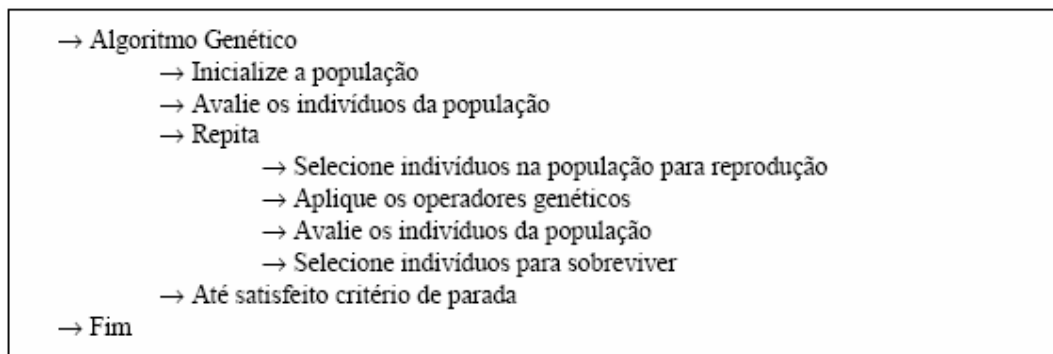 → Algoritmo Genético
→ Inicialize a população
→ Avalie os indivíduos da população
→ Repita
→ Selecione indivíduos na população para reprodução
→ Aplique os operadores genéticos
→ Avalie os indivíduos da população
→ Selecione indivíduos para sobreviver
→ Até satisfeito critério de parada
→ Fim